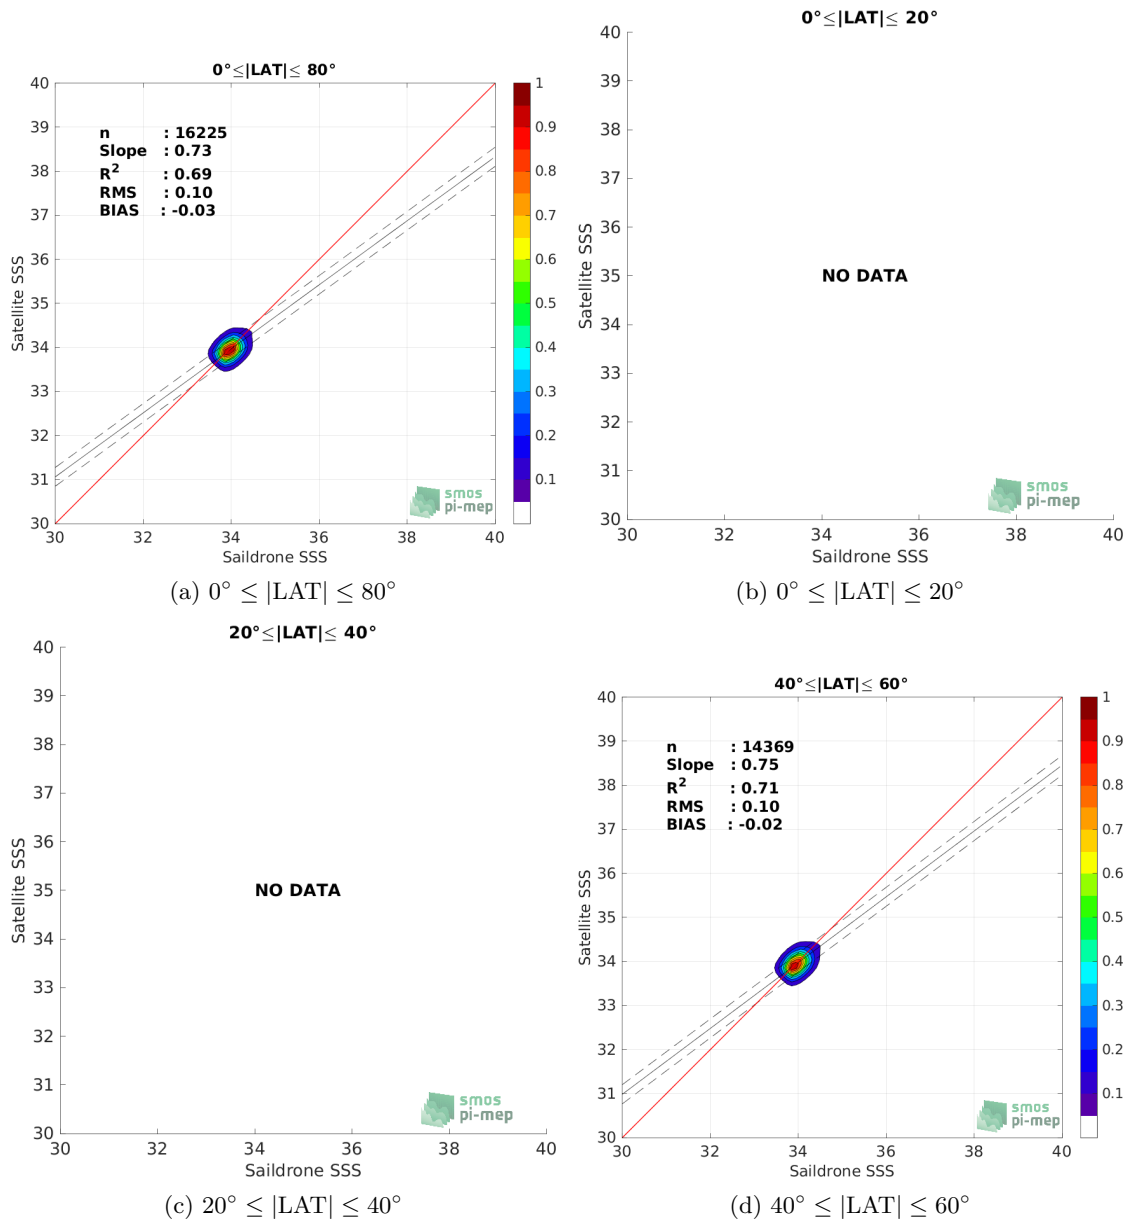 0°≤|LAT|≤ 80°
40
39
38
37
36
35
34
33
32
31
30
Satellite SSS
n : 16225
Slope : 0.73
R² : 0.69
RMS : 0.10
BIAS : -0.03
smos
pi-mep
30 32 34 36 38 40
Saildrone SSS
1
0.9
0.8
0.7
0.6
0.5
0.4
0.3
0.2
0.1
(a) 0° ≤ |LAT| ≤ 80°
0°≤|LAT|≤ 20°
40
39
38
37
36
35
34
33
32
31
30
Satellite SSS
NO DATA
smos
pi-mep
30 32 34 36 38 40
Saildrone SSS
(b) 0° ≤ |LAT| ≤ 20°
20°≤|LAT|≤ 40°
40
39
38
37
36
35
34
33
32
31
30
Satellite SSS
NO DATA
smos
pi-mep
30 32 34 36 38 40
Saildrone SSS
(c) 20° ≤ |LAT| ≤ 40°
40°≤|LAT|≤ 60°
40
39
38
37
36
35
34
33
32
31
30
Satellite SSS
n : 14369
Slope : 0.75
R² : 0.71
RMS : 0.10
BIAS : -0.02
smos
pi-mep
30 32 34 36 38 40
Saildrone SSS
1
0.9
0.8
0.7
0.6
0.5
0.4
0.3
0.2
0.1
(d) 40° ≤ |LAT| ≤ 60°